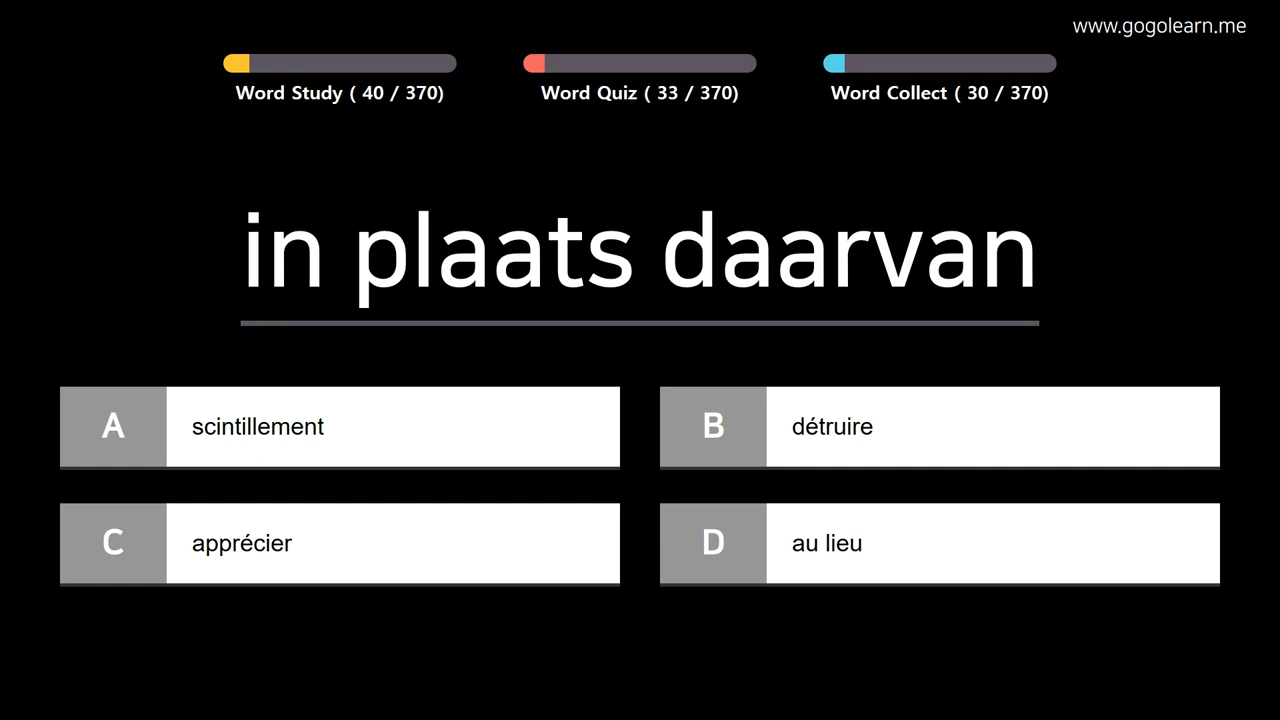 www.gogolearn.me
Word Study ( 40 / 370)
Word Quiz ( 33 / 370)
Word Collect ( 30 / 370)
in plaats daarvan
A
scintillement
B
détruire
C
apprécier
D
au lieu